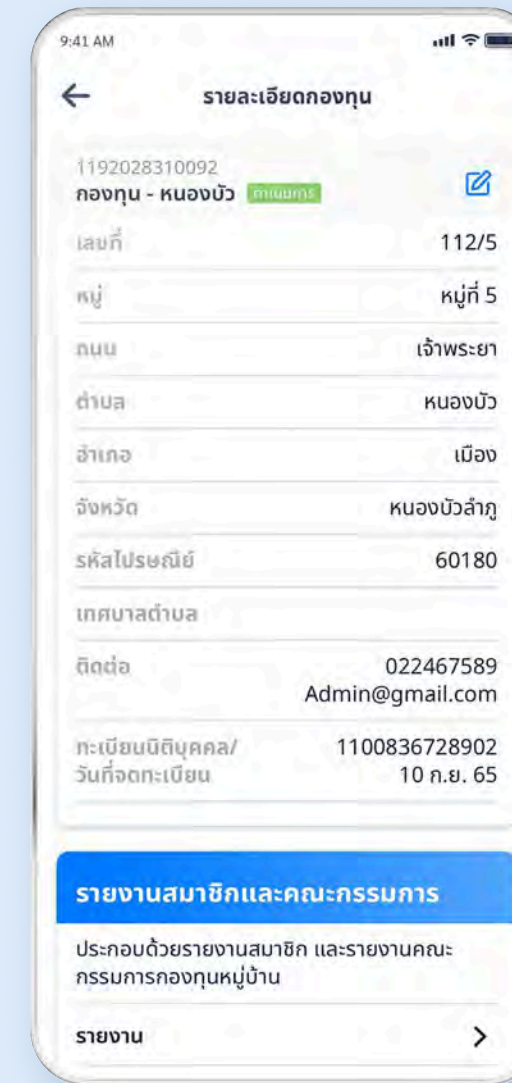 9:41 AM
รายละเอียดกองทุน
1192028310092
กองทุน - หนองบัว ดำเนินการ
เลขที่ 112/5
หมู่ หมู่ที่ 5
ถนน เจ้าพระยา
ตำบล หนองบัว
อำเภอ เมือง
จังหวัด หนองบัวลำภู
รหัสไปรษณีย์ 60180
เทศบาลตำบล
ติดต่อ 022467589
Admin@gmail.com
ทะเบียนนิติบุคคล/ 1100836728902
วันที่จดทะเบียน 10 ก.ย. 65
รายงานสมาชิกและคณะกรรมการ
ประกอบด้วยรายงานสมาชิก และรายงานคณะ
กรรมการกองทุนหมู่บ้าน
รายงาน